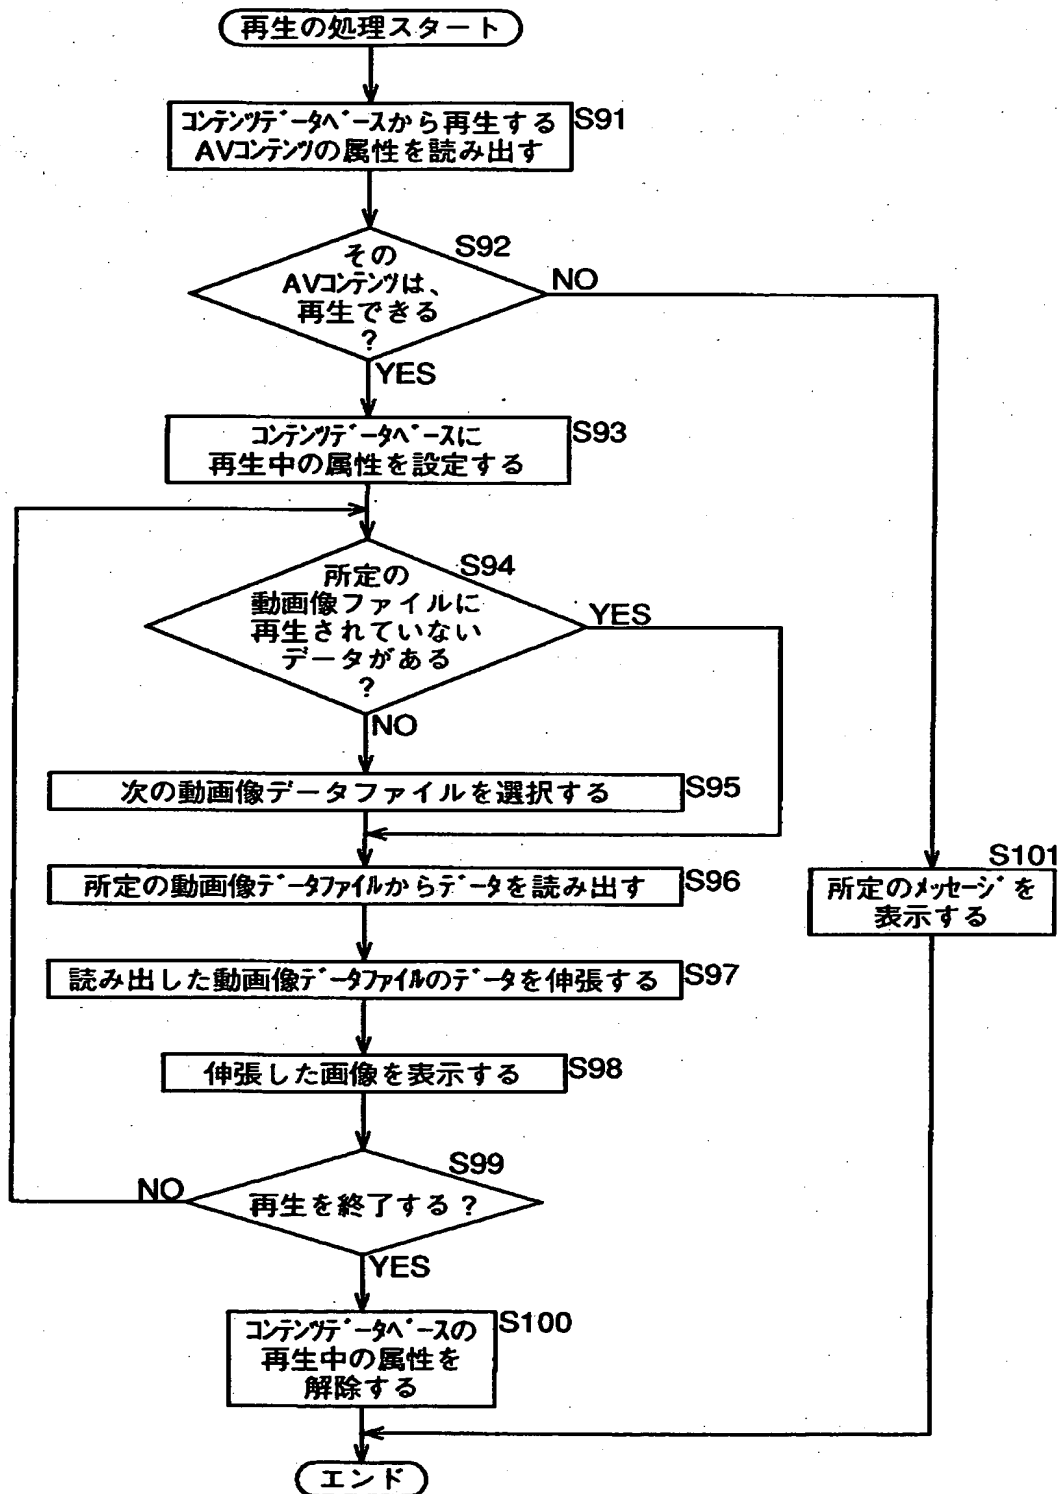 再生の処理スタート
コンテンツデータベースから再生する
AVコンテンツの属性を読み出す
S91
その
AVコンテンツは、
再生できる
?
S92
NO
YES
コンテンツデータベースに
再生中の属性を設定する
S93
所定の
動画像ファイルに
再生されていない
データがある
?
S94
YES
NO
次の動画像データファイルを選択する
S95
所定の動画像データファイルからデータを読み出す
S96
S101
所定のメッセージを
表示する
読み出した動画像データファイルのデータを伸張する
S97
伸張した画像を表示する
S98
S99
NO
再生を終了する?
YES
コンテンツデータベースの
再生中の属性を
解除する
S100
エンド